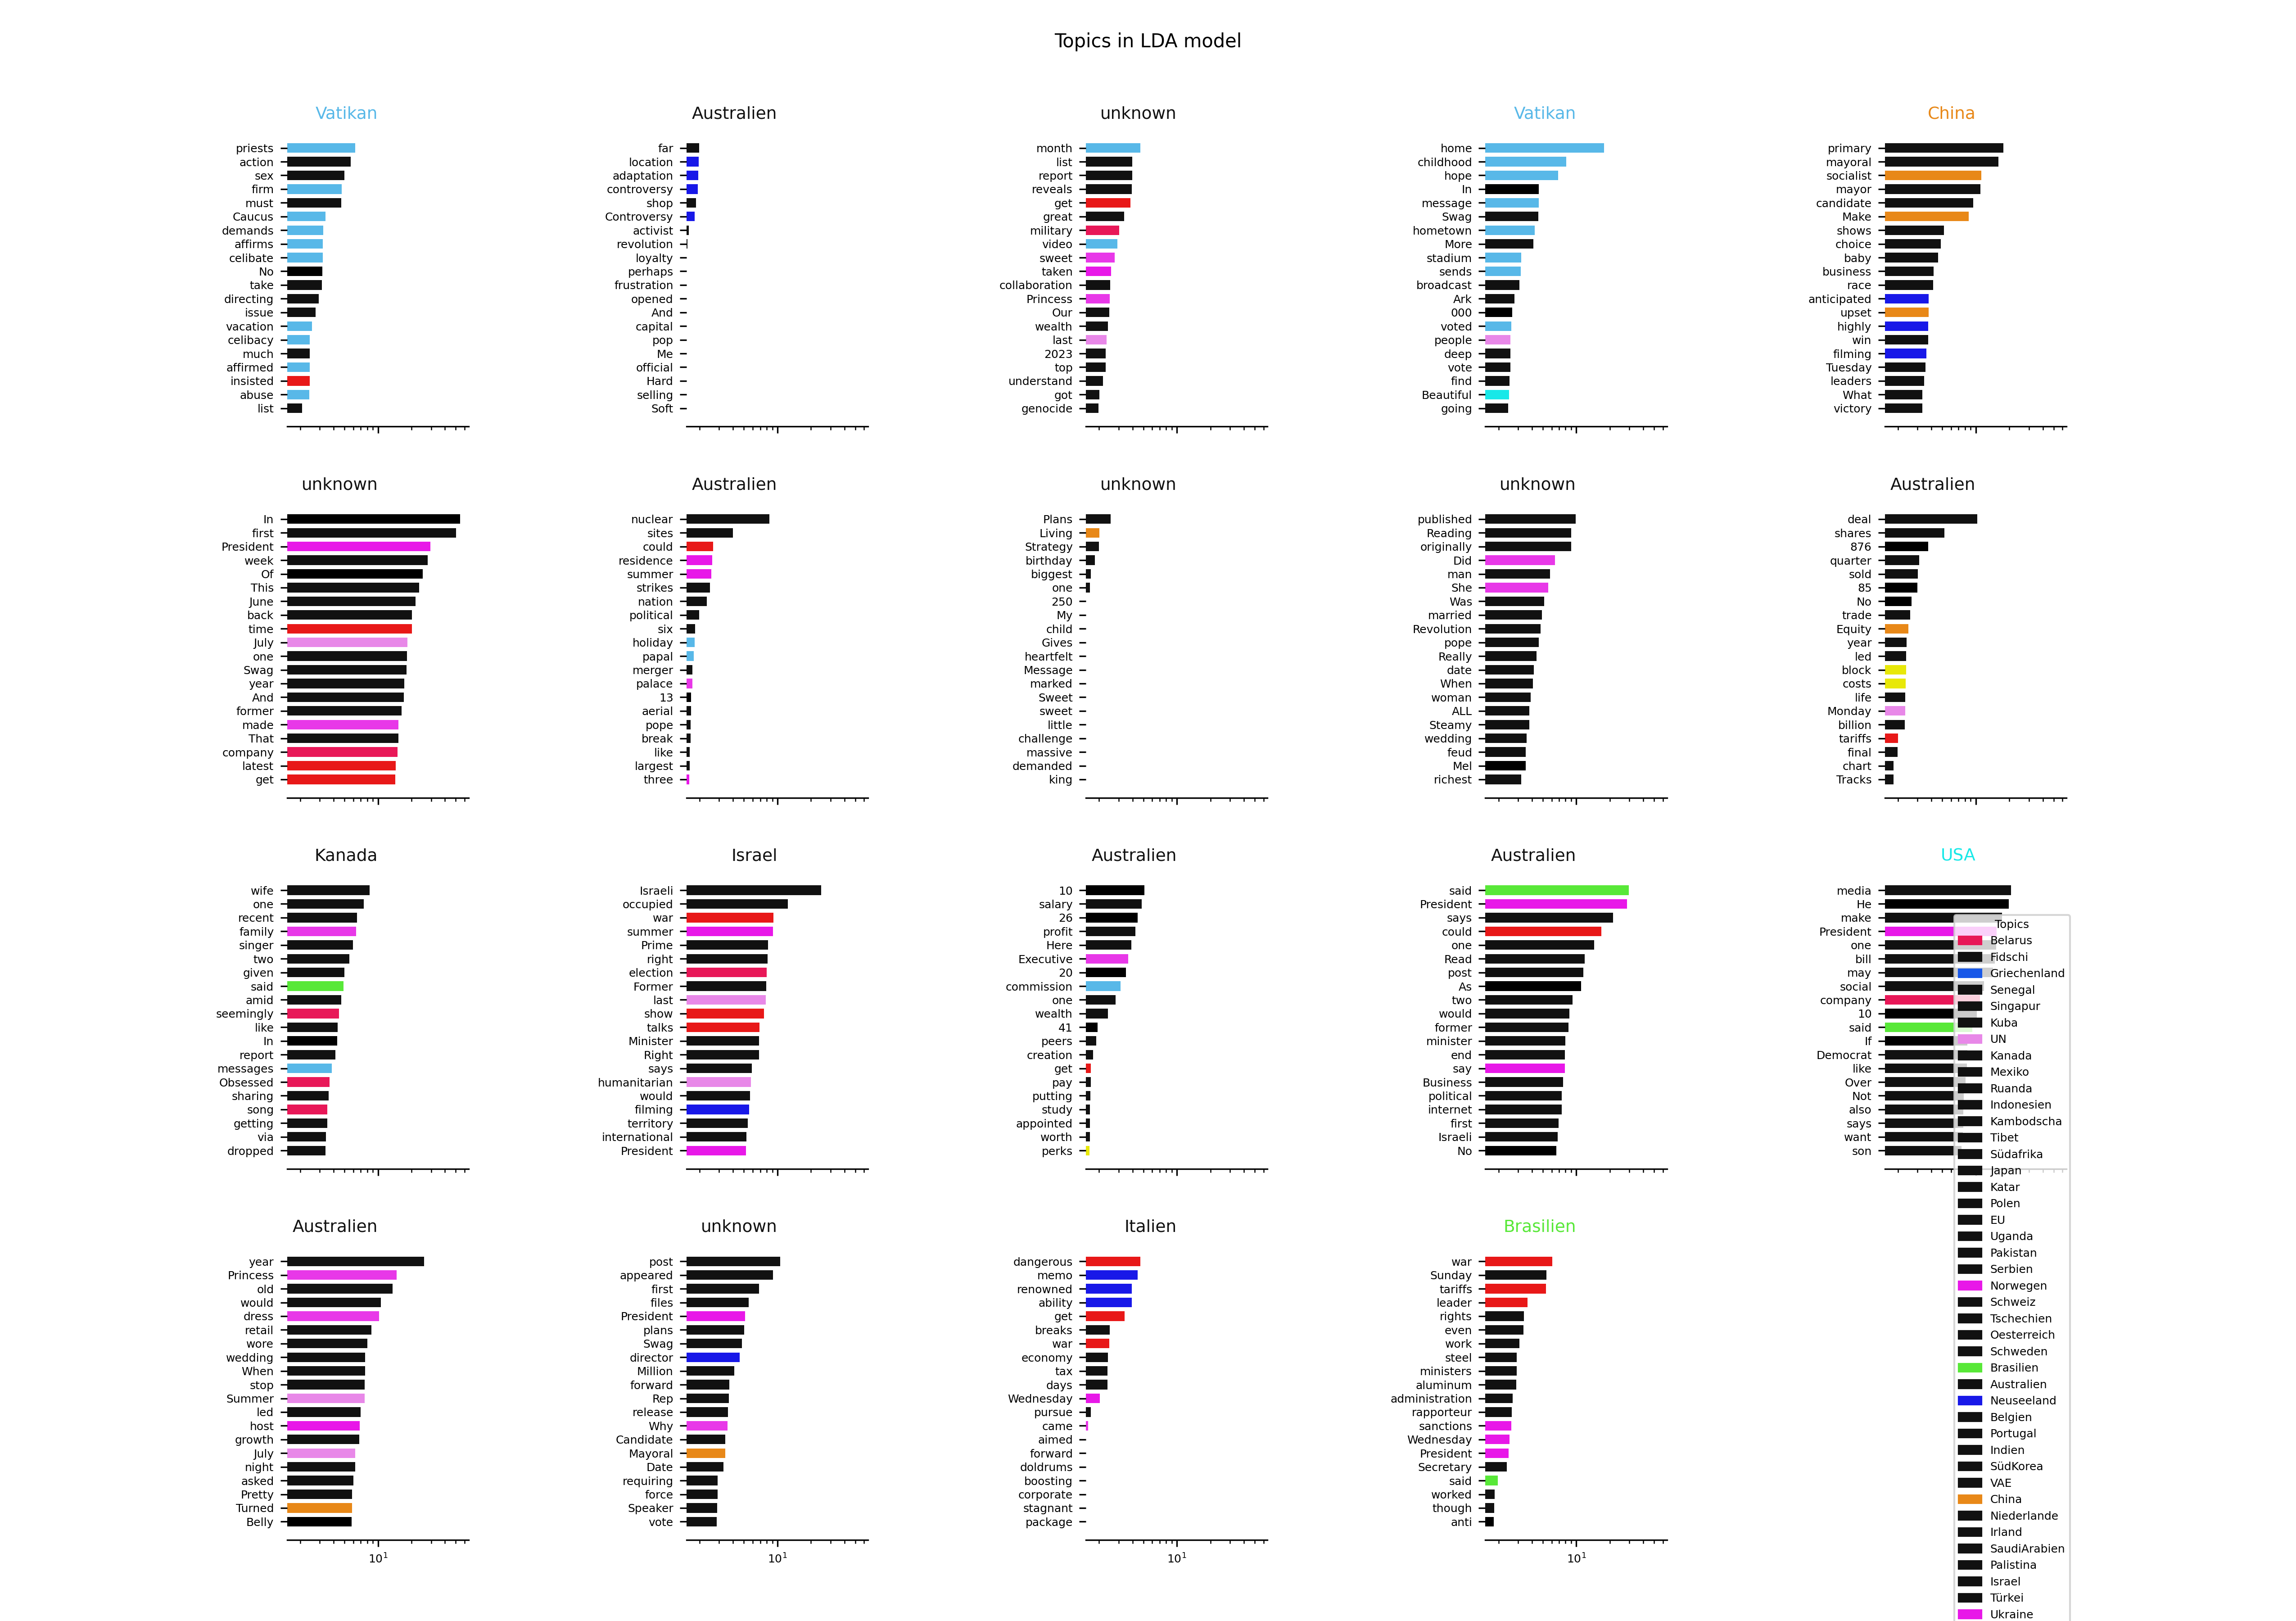 Topics in LDA model
Vatikan
priests
action
sex
firm
must
Caucus
demands
affirms
celibate
No
take
directing
issue
vacation
celibacy
much
affirmed
insisted
abuse
list
Australien
far
location
adaptation
controversy
shop
Controversy
activist
revolution
loyalty
perhaps
frustration
opened
And
capital
pop
Me
official
Hard
selling
Soft
unknown
month
list
report
reveals
get
great
military
video
sweet
taken
collaboration
Princess
Our
wealth
last
2023
top
understand
got
genocide
Vatikan
home
childhood
hope
In
message
Swag
hometown
More
stadium
sends
broadcast
Ark
000
voted
people
deep
vote
find
Beautiful
going
China
primary
mayoral
socialist
mayor
candidate
Make
shows
choice
baby
business
race
anticipated
upset
highly
win
filming
Tuesday
leaders
What
victory
unknown
In
first
President
week
Of
This
June
back
time
July
one
Swag
year
And
former
made
That
company
latest
get
Australien
nuclear
sites
could
residence
summer
strikes
nation
political
six
holiday
papal
merger
palace
13
aerial
pope
break
like
largest
three
unknown
Plans
Living
Strategy
birthday
biggest
one
250
My
child
Gives
heartfelt
Message
marked
Sweet
sweet
little
challenge
massive
demanded
king
unknown
published
Reading
originally
Did
man
She
Was
married
Revolution
pope
Really
date
When
woman
ALL
Steamy
wedding
feud
Mel
richest
Australien
deal
shares
876
quarter
sold
85
No
trade
Equity
year
led
block
costs
life
Monday
billion
tariffs
final
chart
Tracks
Kanada
wife
one
recent
family
singer
two
given
said
amid
seemingly
like
In
report
messages
Obsessed
sharing
song
getting
via
dropped
Israel
Israeli
occupied
war
summer
Prime
right
election
Former
last
show
talks
Minister
Right
says
humanitarian
would
filming
territory
international
President
Australien
10
salary
26
profit
Here
Executive
20
commission
one
wealth
41
peers
creation
get
pay
putting
study
appointed
worth
perks
Australien
said
President
says
could
one
Read
post
As
two
would
former
minister
end
say
Business
political
internet
first
Israeli
No
USA
media
He
make
President
one
bill
may
social
company
10
said
If
Democrat
like
Over
Not
also
says
want
son
Australien
year
Princess
old
would
dress
retail
wore
wedding
When
stop
Summer
led
host
growth
July
night
asked
Pretty
Turned
Belly
10¹
unknown
post
appeared
first
files
President
plans
Swag
director
Million
forward
Rep
release
Why
Candidate
Mayoral
Date
requiring
force
Speaker
vote
10¹
Italien
dangerous
memo
renowned
ability
get
breaks
war
economy
tax
days
Wednesday
pursue
came
aimed
forward
doldrums
boosting
corporate
stagnant
package
10¹
Brasilien
war
Sunday
tariffs
leader
rights
even
work
steel
ministers
aluminum
administration
rapporteur
sanctions
Wednesday
President
Secretary
said
worked
though
anti
10¹
Topics
Belarus
Fidschi
Griechenland
Senegal
Singapur
Kuba
UN
Kanada
Mexiko
Ruanda
Indonesien
Kambodscha
Tibet
Südafrika
Japan
Katar
Polen
EU
Uganda
Pakistan
Serbien
Norwegen
Schweiz
Tschechien
Oesterreich
Schweden
Brasilien
Australien
Neuseeland
Belgien
Portugal
Indien
SüdKorea
VAE
China
Niederlande
Irland
SaudiArabien
Palistina
Israel
Türkei
Ukraine